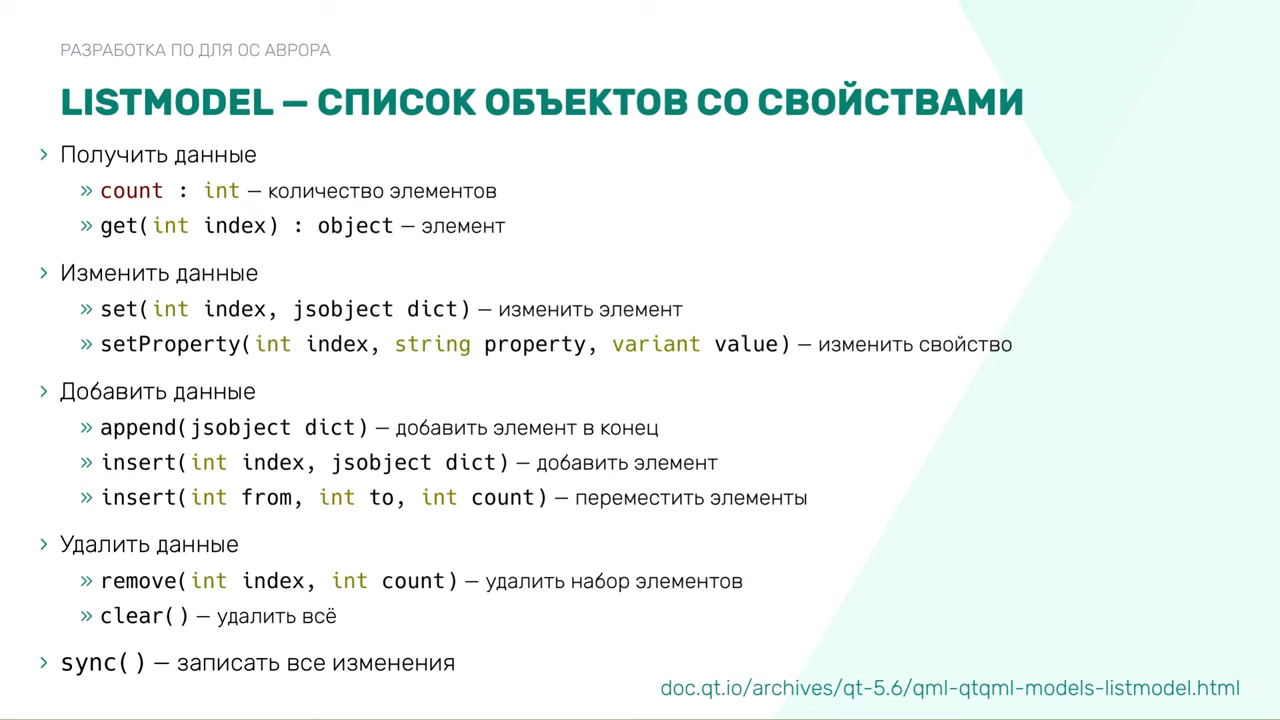 РАЗРАБОТКА ПО ДЛЯ ОС АВРОРА
LISTMODEL — СПИСОК ОБЪЕКТОВ СО СВОЙСТВАМИ
› Получить данные
» count : int — количество элементов
» get(int index) : object — элемент
› Изменить данные
» set(int index, jsobject dict) — изменить элемент
» setProperty(int index, string property, variant value) — изменить свойство
› Добавить данные
» append(jsobject dict) — добавить элемент в конец
» insert(int index, jsobject dict) — добавить элемент
» insert(int from, int to, int count) — переместить элементы
› Удалить данные
» remove(int index, int count) — удалить набор элементов
» clear() — удалить всё
› sync() — записать все изменения
doc.qt.io/archives/qt-5.6/qml-qtqml-models-listmodel.html